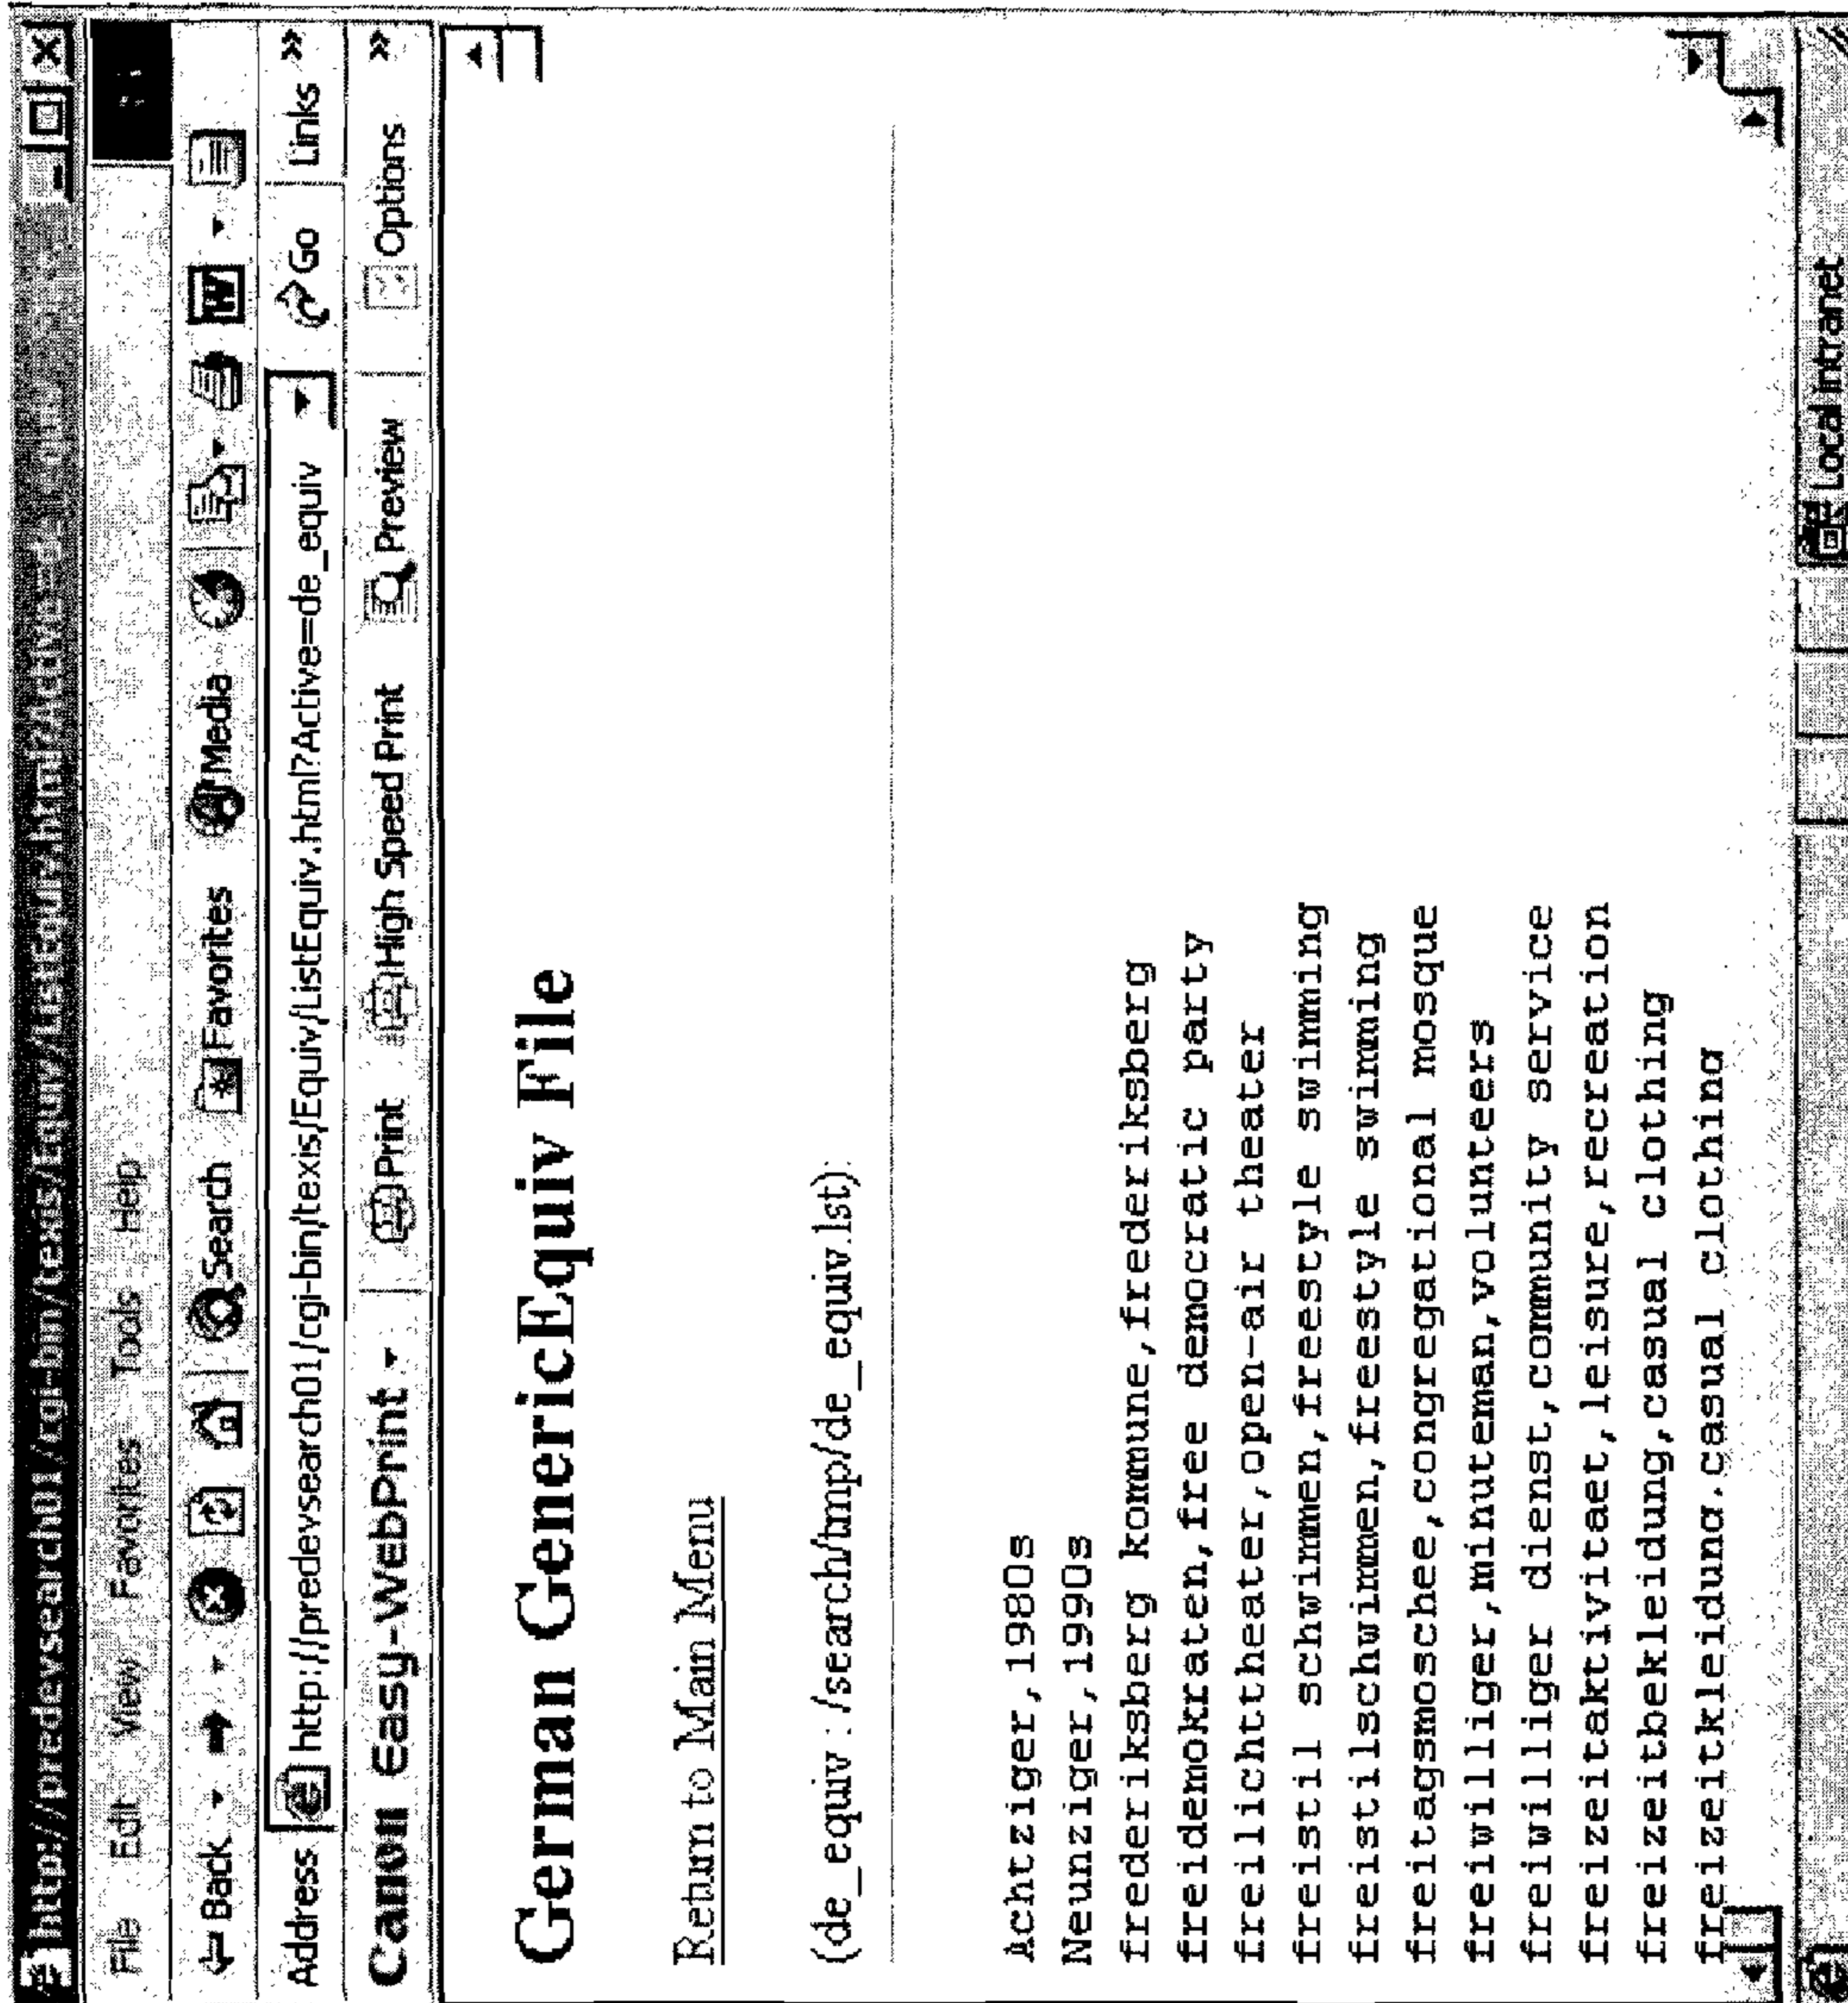 http://predevsearch01/cgi-bin/texis/Equiv/ListEquiv.html?Active=de_equiv
File Edit View Favorites Tools Help
Back Search Favorites Media
Address http://predevsearch01/cgi-bin/texis/Equiv/ListEquiv.html?Active=de_equiv Go Links »
Canon Easy-WebPrint Print High Speed Print Preview Options »
German GenericEquiv File
Return to Main Menu
(de_equiv : /search/tmp/de_equiv.lst):
Achtziger,1980s
Neunziger,1990s
frederiksberg kommune,frederiksberg
freidemokraten,free democratic party
freilichttheater,open-air theater
freistil schwimmen,freestyle swimming
freistilschwimmen,freestyle swimming
freitagsmoschee,congregational mosque
freiwilliger,minuteman,volunteers
freiwilliger dienst,community service
freizeitaktivitaet,leisure,recreation
freizeitbekleidung,casual clothing
freizeitkleidung,casual clothing
Local intranet